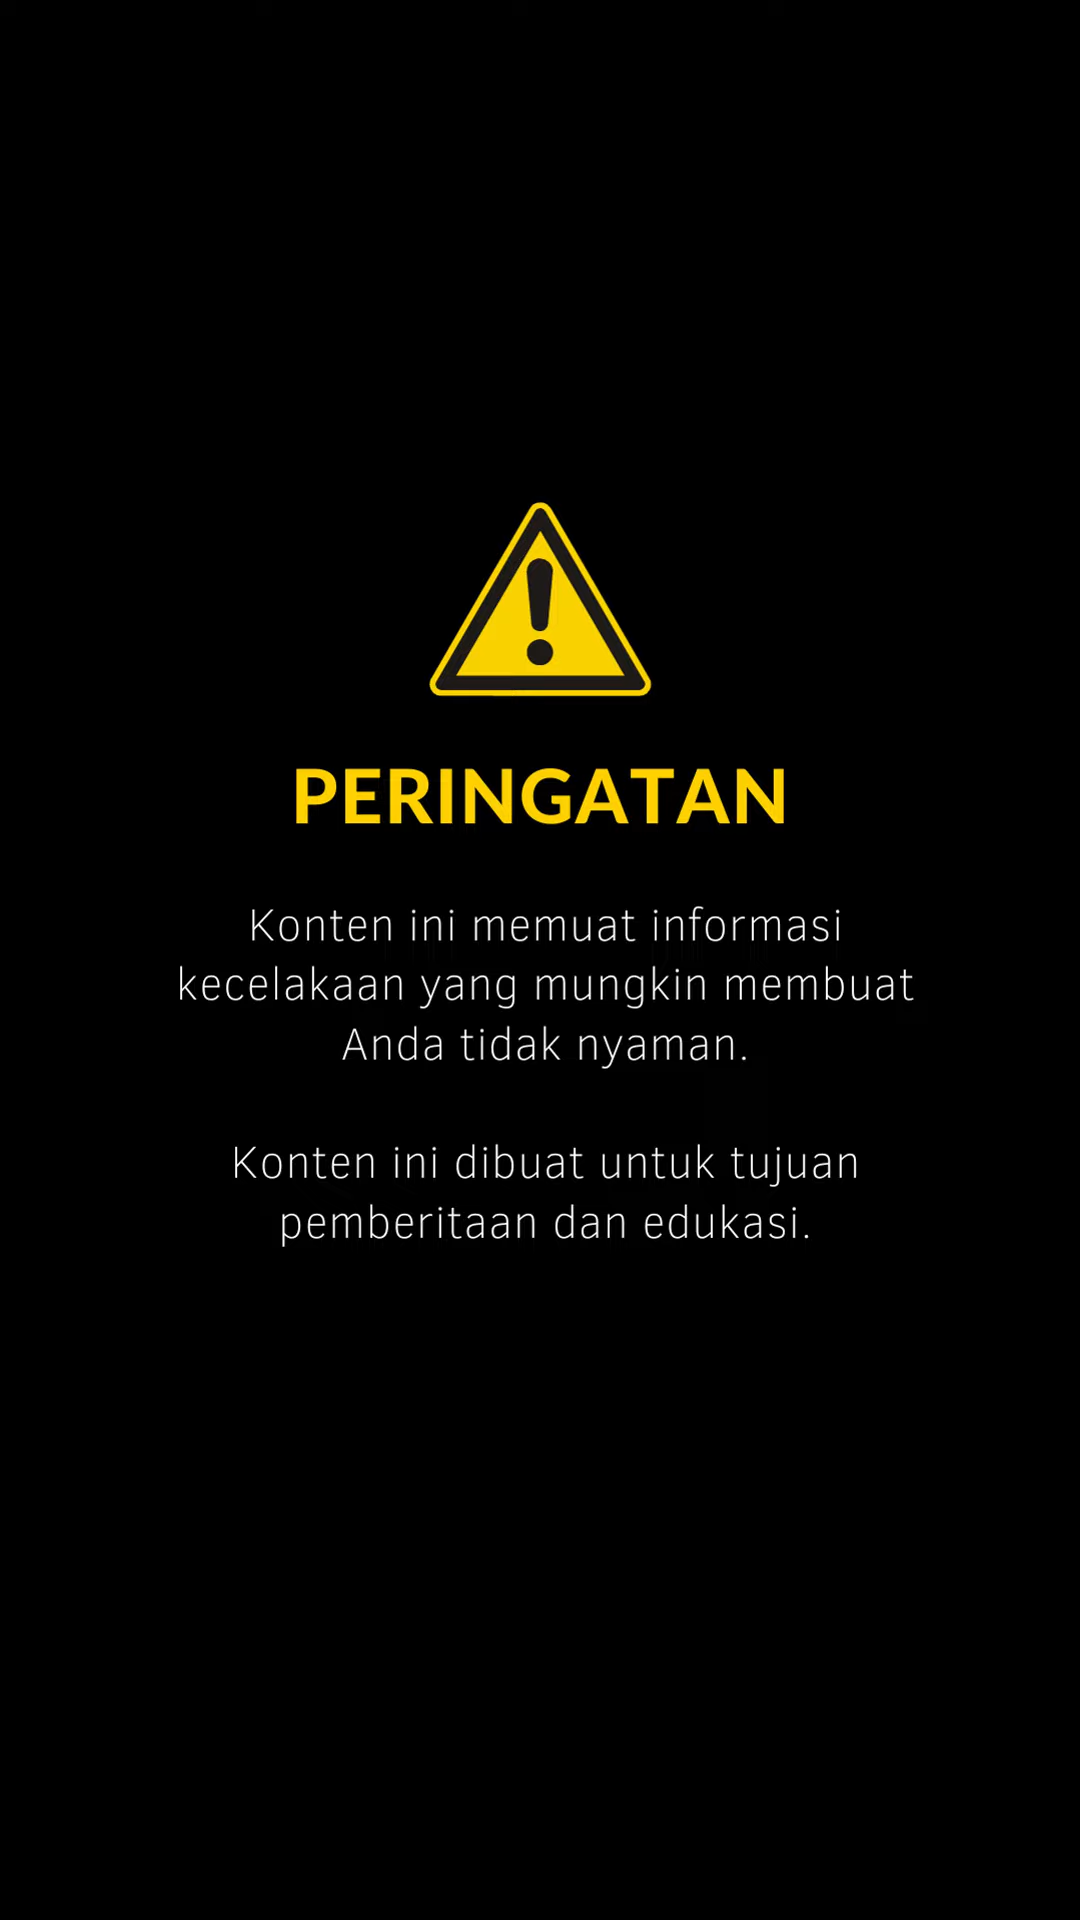 PERINGATAN
Konten ini memuat informasi
kecelakaan yang mungkin membuat
Anda tidak nyaman.
Konten ini dibuat untuk tujuan
pemberitaan dan edukasi.